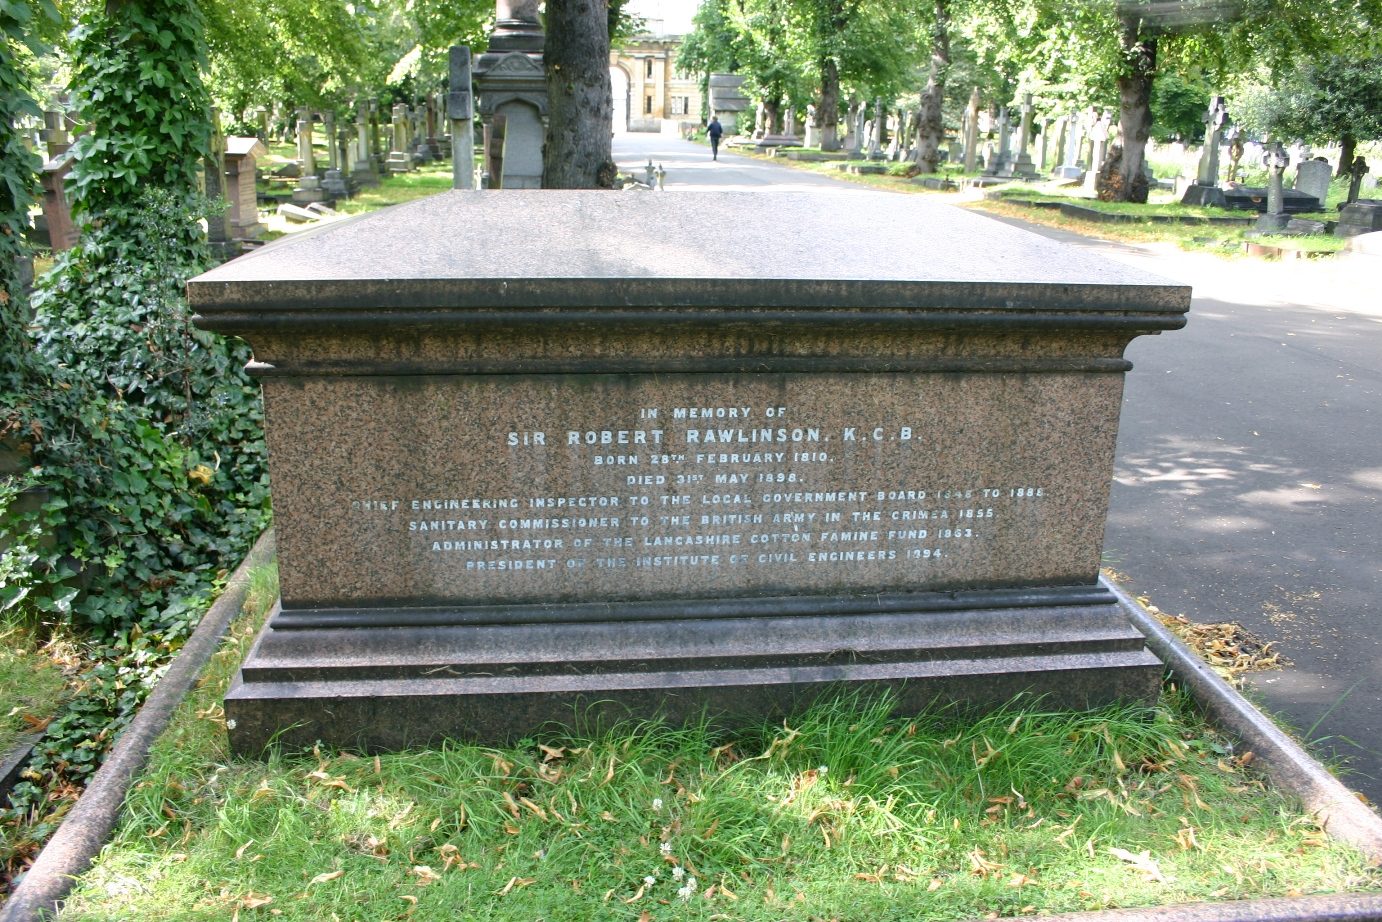 IN MEMORY OF
SIR ROBERT RAWLINSON. K.C.B.
BORN 28TH FEBRUARY 1810.
DIED 31ST MAY 1898.
CHIEF ENGINEERING INSPECTOR TO THE LOCAL GOVERNMENT BOARD 1848 TO 1888.
SANITARY COMMISSIONER TO THE BRITISH ARMY IN THE CRIMEA 1855.
ADMINISTRATOR OF THE LANCASHIRE COTTON FAMINE FUND 1863.
PRESIDENT OF THE INSTITUTE OF CIVIL ENGINEERS 1894.